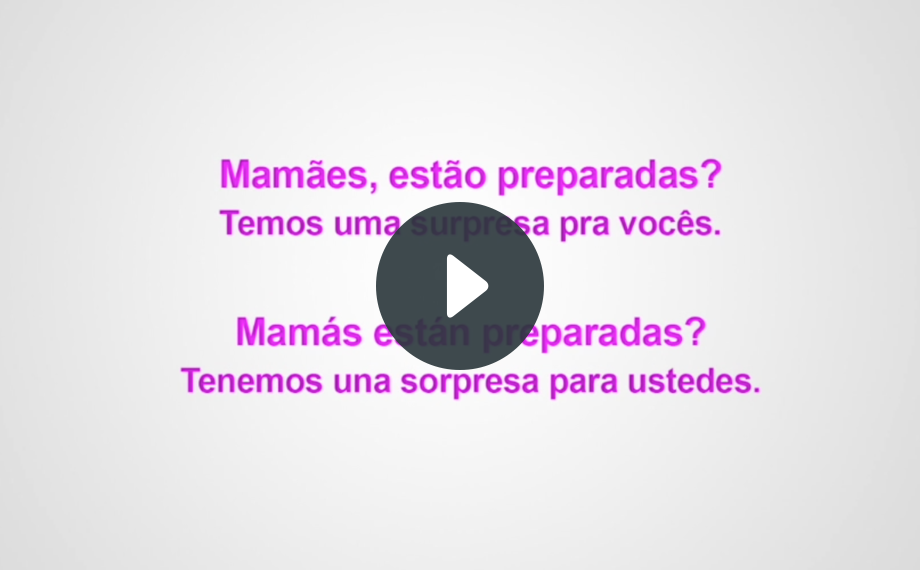 Mamães, estão preparadas?
Temos uma surpresa pra vocês.
Mamás están preparadas?
Tenemos una sorpresa para ustedes.